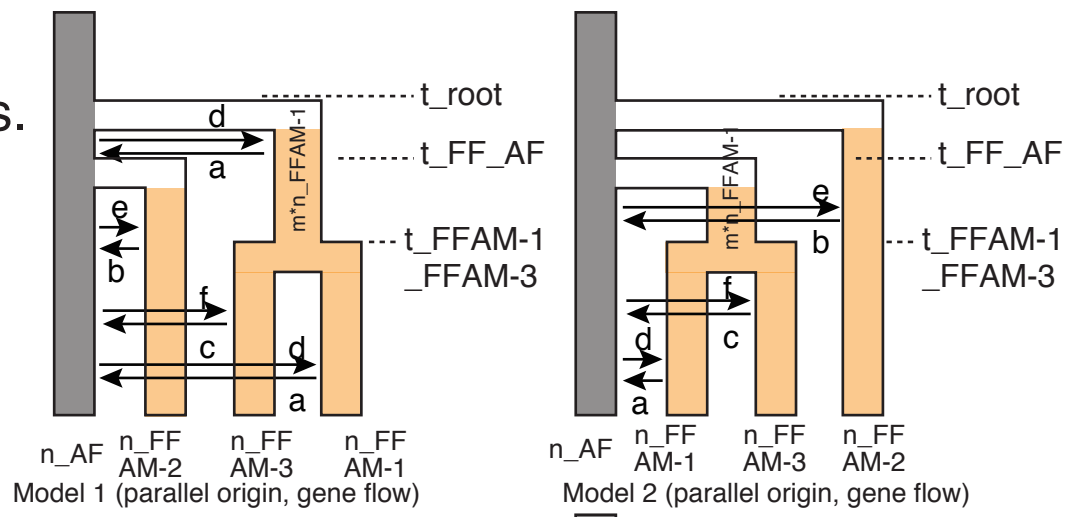 s.
d
a
e
b
f
c
d
a
m*n_FFAM-1
t_root
t_FF_AF
t_FFAM-1
_FFAM-3
n_AF
n_FF
AM-2
n_FF
AM-3
n_FF
AM-1
Model 1 (parallel origin, gene flow)
e
b
f
c
d
a
m*n_FFAM-1
t_root
t_FF_AF
t_FFAM-1
_FFAM-3
n_AF
n_FF
AM-1
n_FF
AM-3
n_FF
AM-2
Model 2 (parallel origin, gene flow)